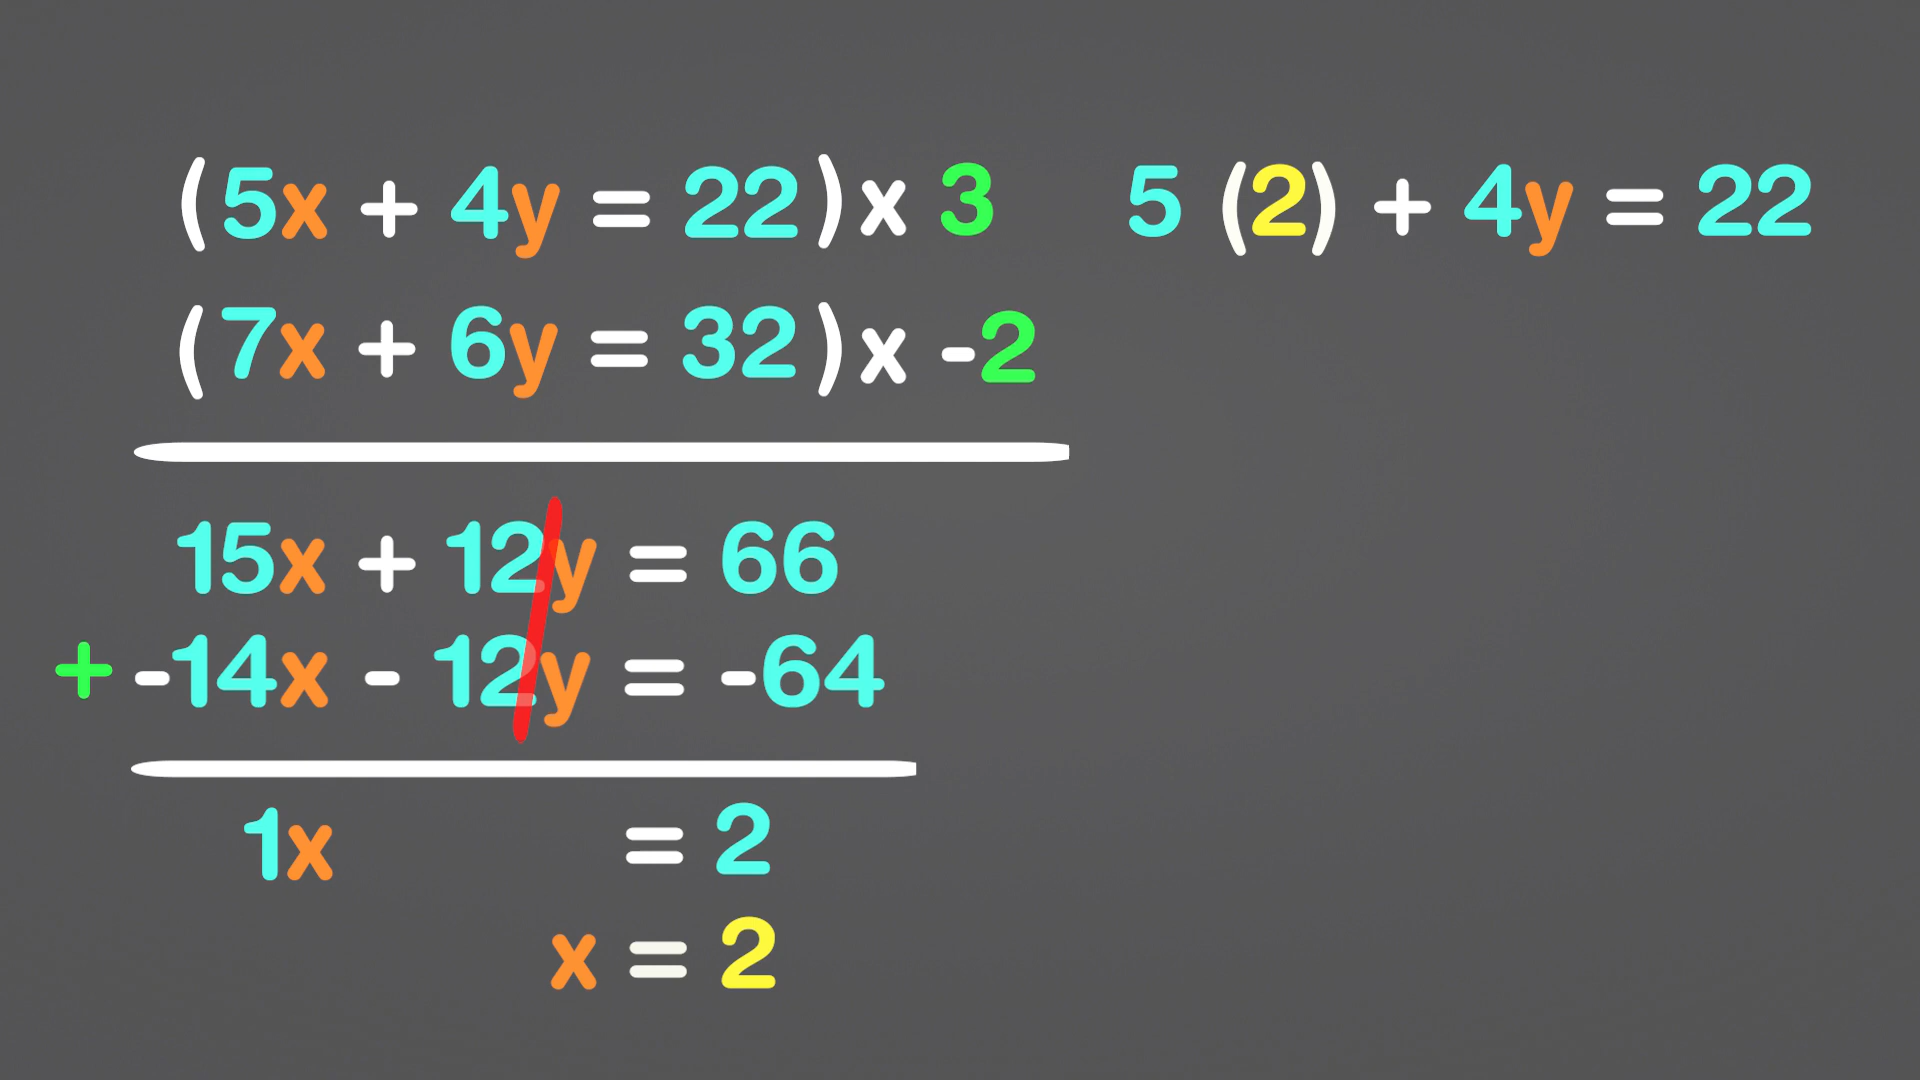 (5x + 4y = 22) x 3
(7x + 6y = 32) x -2
15x + 12y = 66
+ -14x - 12y = -64
1x = 2
x = 2
5 (2) + 4y = 22